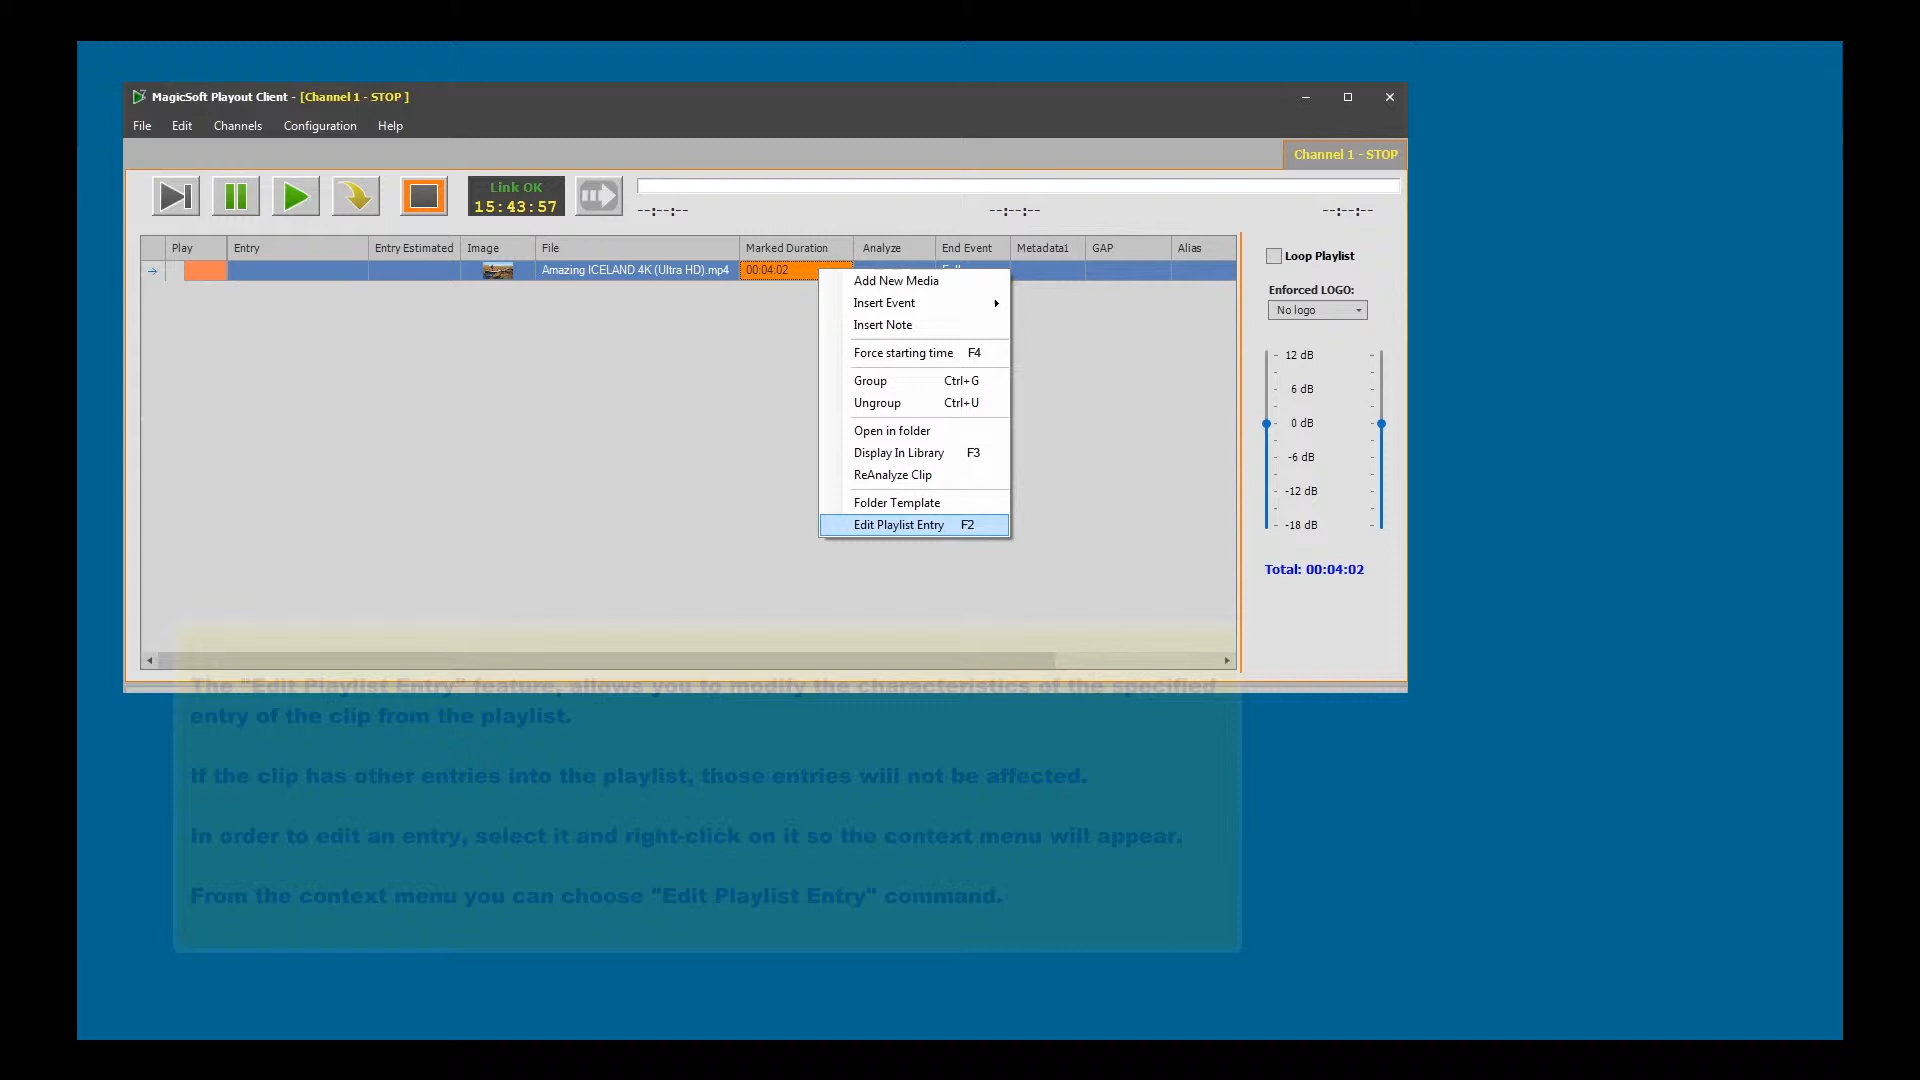 MagicSoft Playout Client - [Channel 1 - STOP ]
File Edit Channels Configuration Help
Channel 1 - STOP
Link OK
15:43:57
--:--:-- --:--:-- --:--:--
Play Entry Entry Estimated Image File Marked Duration Analyze End Event Metadata1 GAP Alias
Amazing ICELAND 4K (Ultra HD).mp4 00:04:02
Add New Media
Insert Event
Insert Note
Force starting time F4
Group Ctrl+G
Ungroup Ctrl+U
Open in folder
Display In Library F3
ReAnalyze Clip
Folder Template
Edit Playlist Entry F2
Loop Playlist
Enforced LOGO:
No logo
12 dB
6 dB
0 dB
-6 dB
-12 dB
-18 dB
Total: 00:04:02
The "Edit Playlist Entry" feature, allows you to modify the characteristics of the specified
entry of the clip from the playlist.
If the clip has other entries into the playlist, those entries will not be affected.
In order to edit an entry, select it and right-click on it so the context menu will appear.
From the context menu you can choose "Edit Playlist Entry" command.